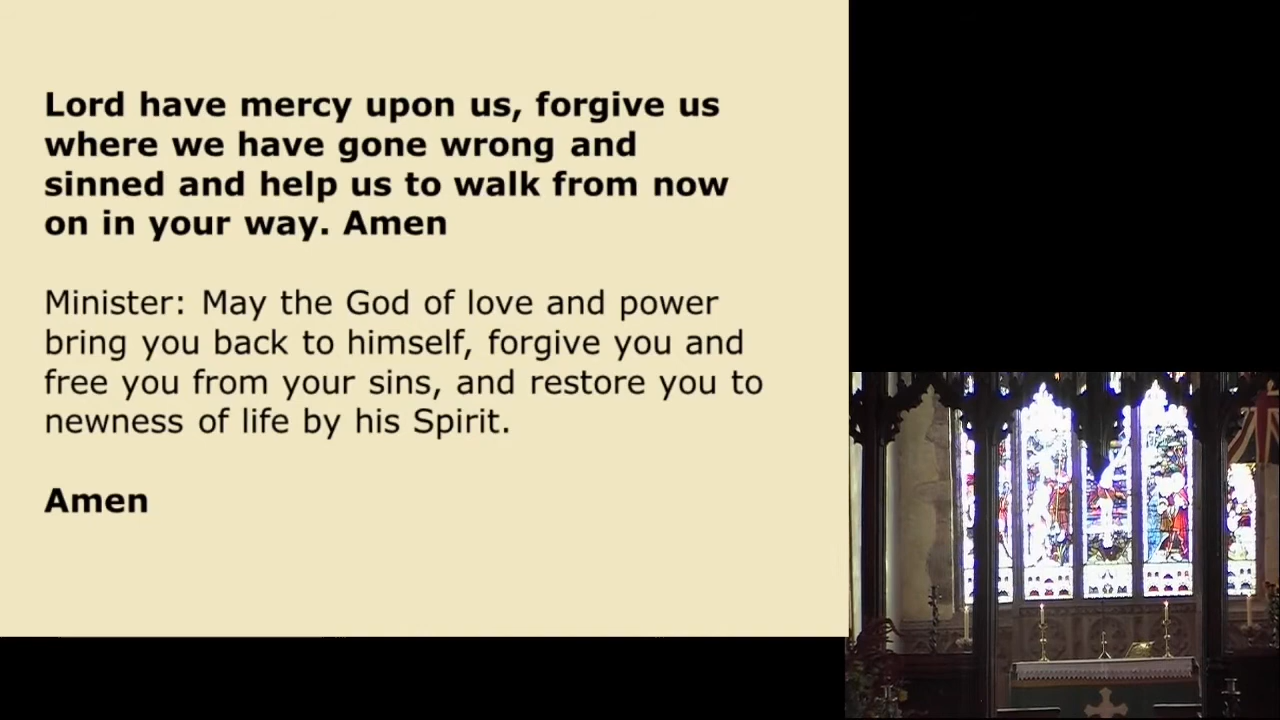 Lord have mercy upon us, forgive us
where we have gone wrong and
sinned and help us to walk from now
on in your way. Amen
Minister: May the God of love and power
bring you back to himself, forgive you and
free you from your sins, and restore you to
newness of life by his Spirit.
Amen